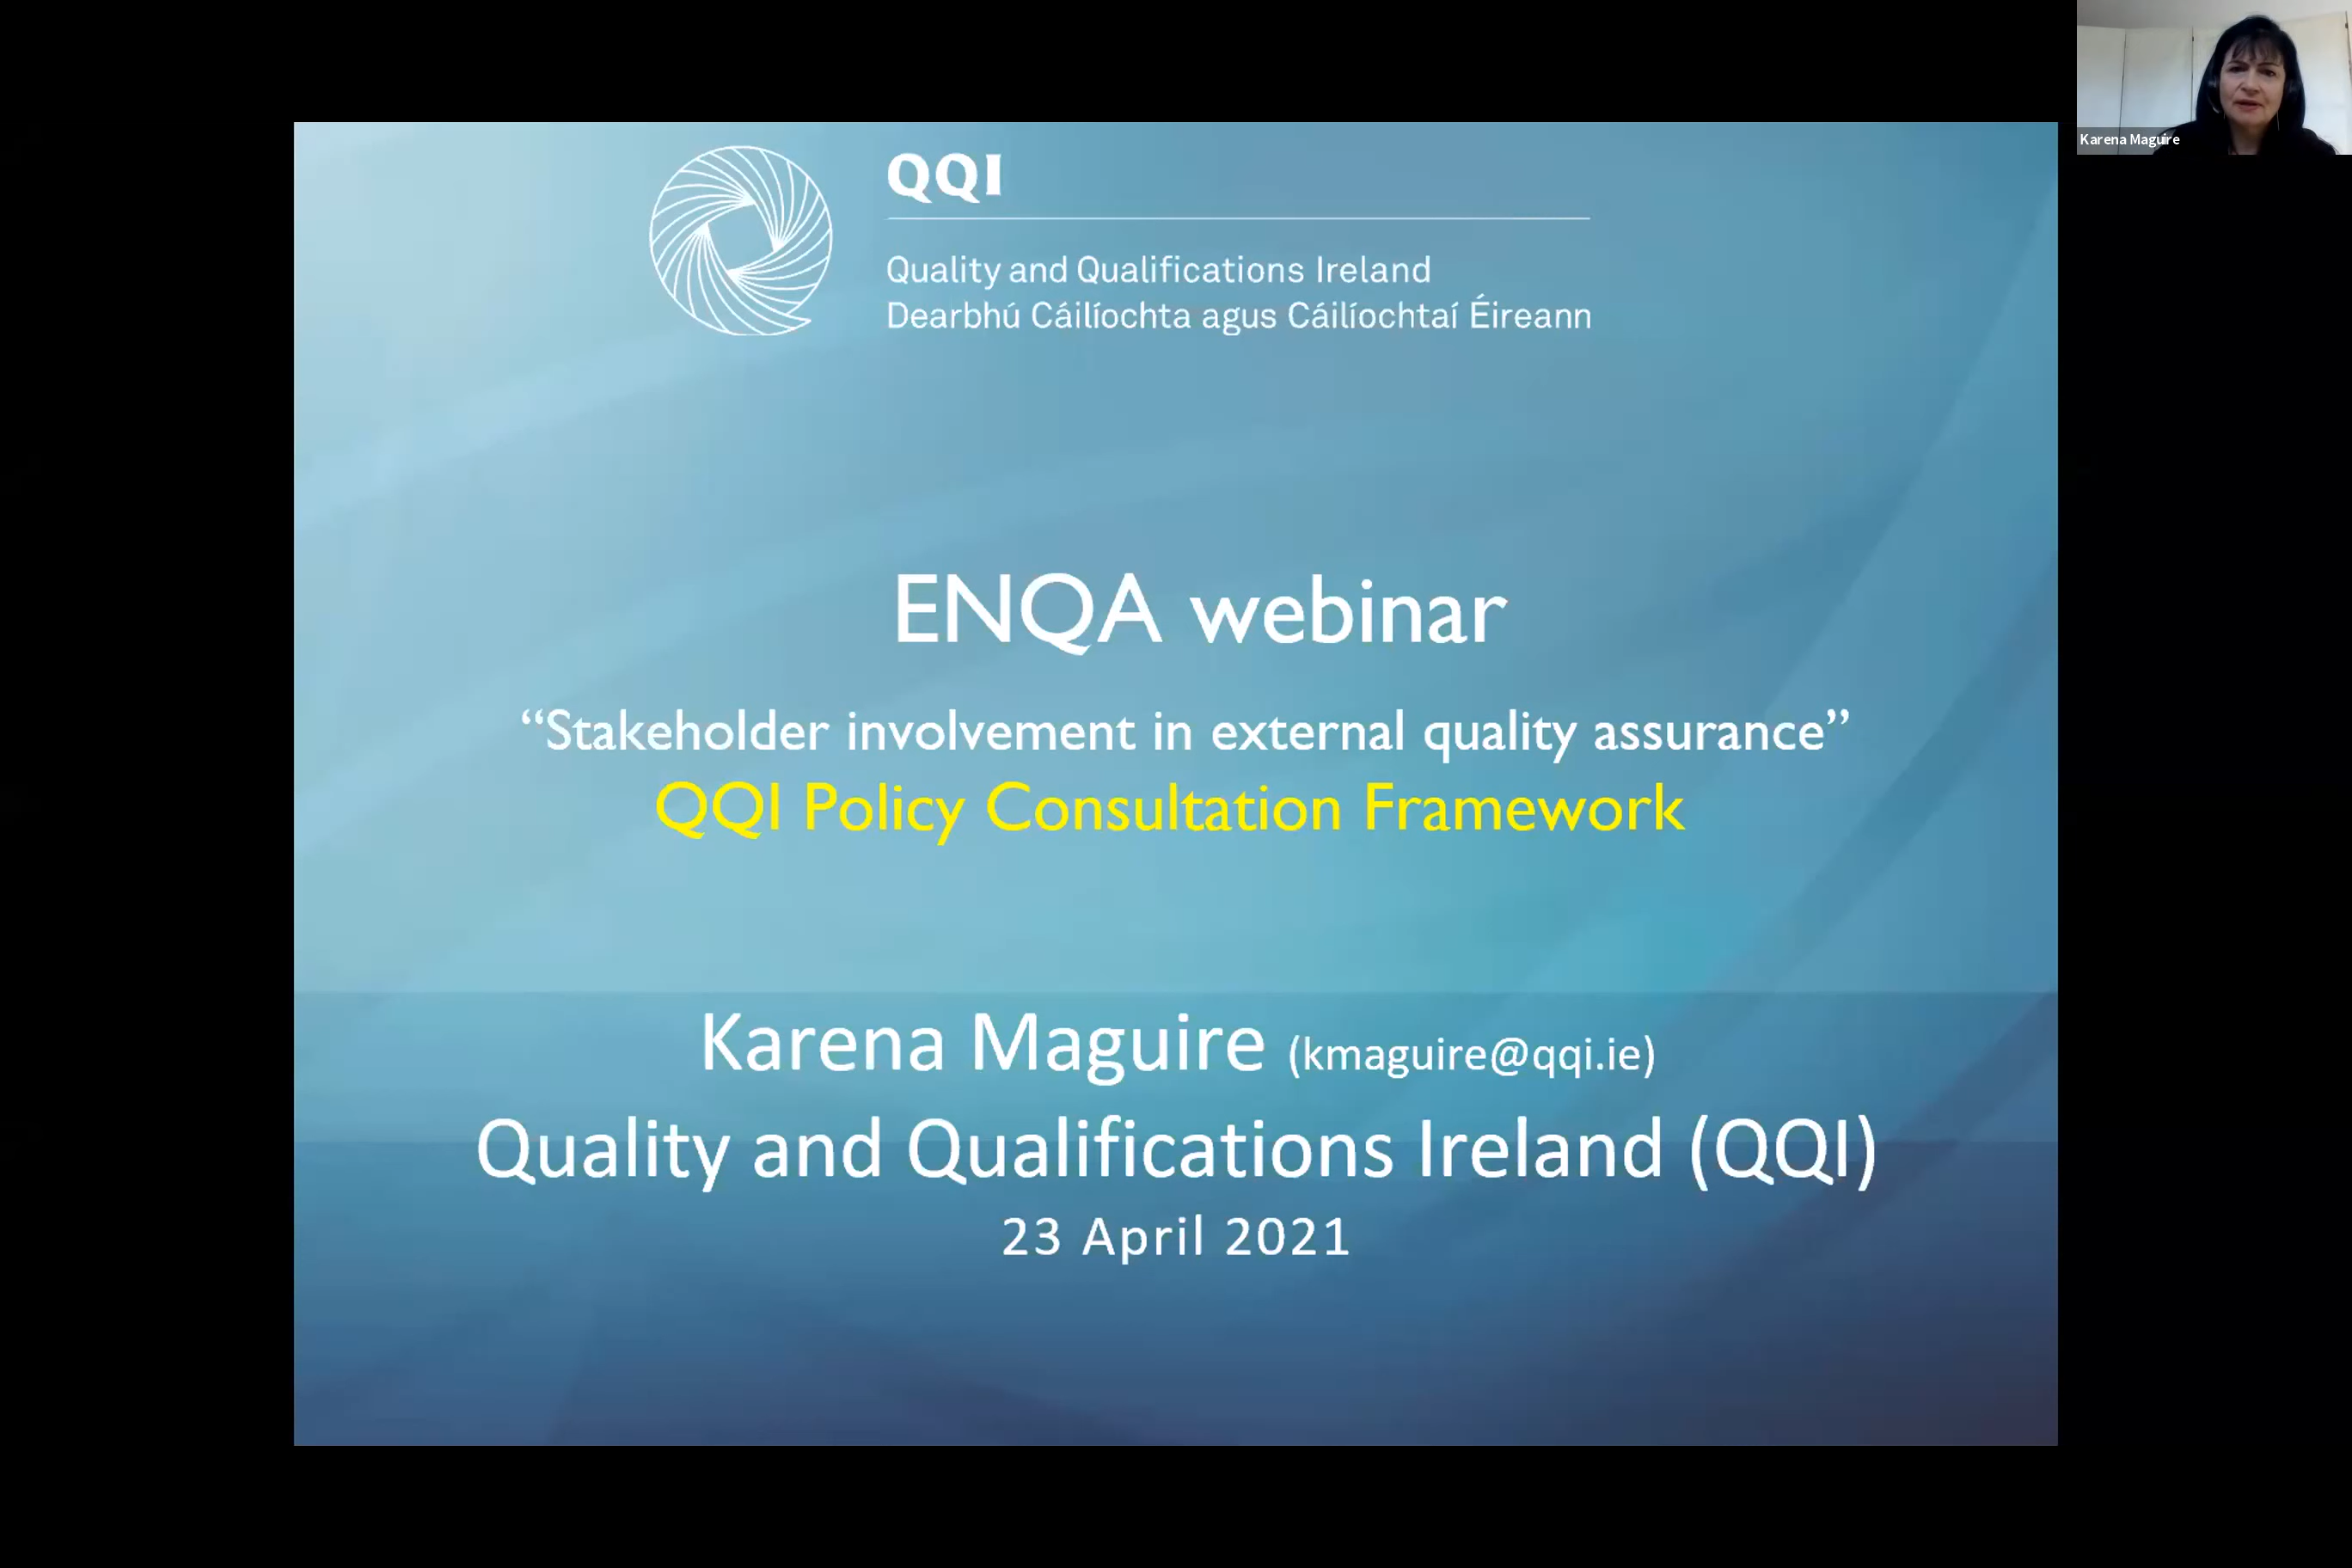 Karena Maguire
QQI
Quality and Qualifications Ireland
Dearbhú Cáilíochta agus Cáilíochtaí Éireann
ENQA webinar
“Stakeholder involvement in external quality assurance”
QQI Policy Consultation Framework
Karena Maguire (kmaguire@qqi.ie)
Quality and Qualifications Ireland (QQI)
23 April 2021